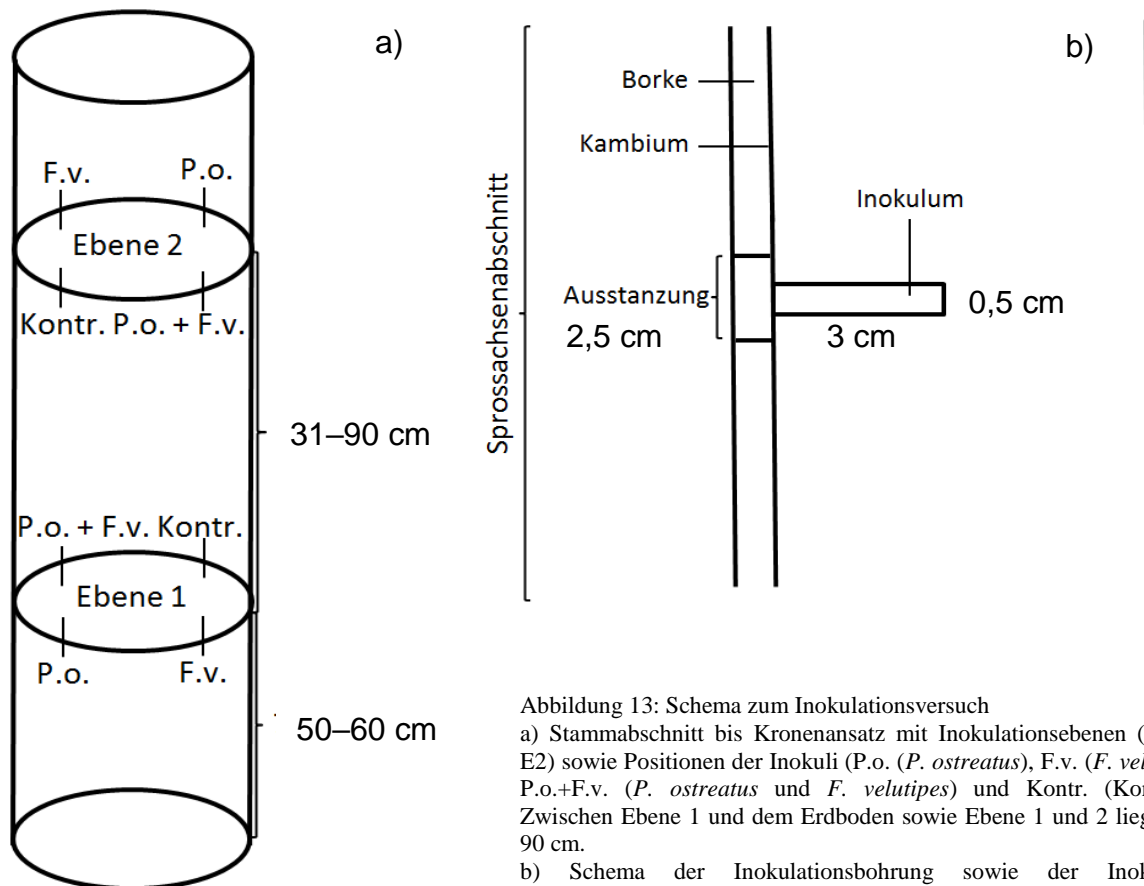 a)
F.v. P.o.
Ebene 2
Kontr. P.o. + F.v.
31–90 cm
P.o. + F.v. Kontr.
Ebene 1
P.o. F.v.
50–60 cm
b)
Sprossachsenabschnitt
Borke
Kambium
Inokulum
Ausstanzung
2,5 cm
3 cm
0,5 cm
Abbildung 13: Schema zum Inokulationsversuch
a) Stammabschnitt bis Kronenansatz mit Inokulationsebenen (
E2) sowie Positionen der Inokuli (P.o. (P. ostreatus), F.v. (F. vel
P.o.+F.v. (P. ostreatus und F. velutipes) und Kontr. (Kon
Zwischen Ebene 1 und dem Erdboden sowie Ebene 1 und 2 lieg
90 cm.
b) Schema der Inokulationsbohrung sowie der Inok